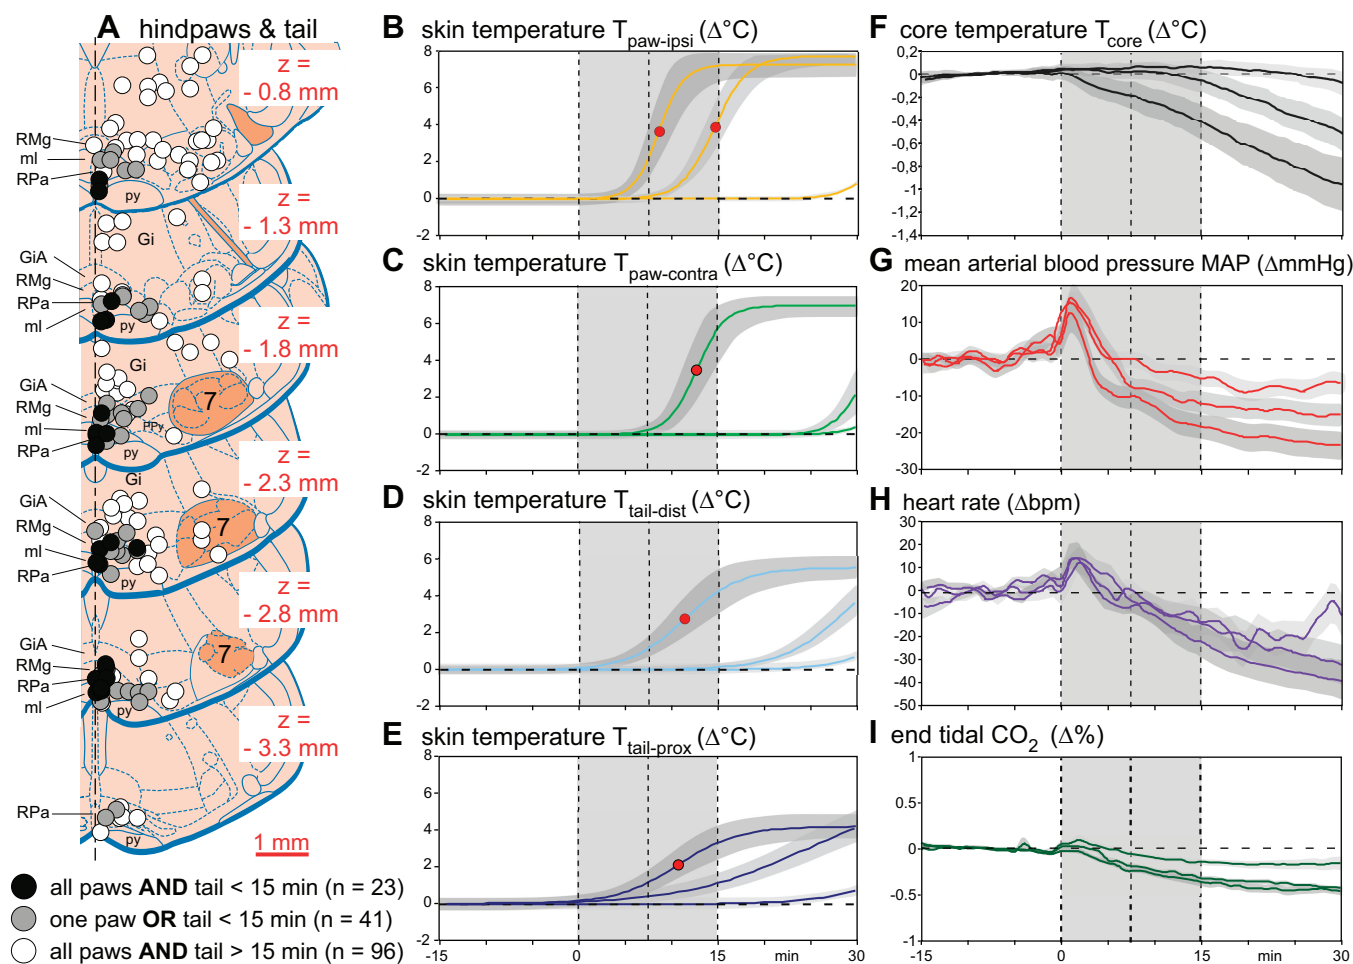 A hindpaws & tail
z = - 0.8 mm
RMg
ml
RPa
py
z = - 1.3 mm
Gi
GiA
RMg
RPa
ml
py
z = - 1.8 mm
Gi
GiA
RMg
ml
RPa
7
PPy
py
z = - 2.3 mm
Gi
GiA
RMg
ml
RPa
7
py
z = - 2.8 mm
GiA
RMg
RPa
ml
7
py
z = - 3.3 mm
RPa
py
1 mm
all paws AND tail < 15 min (n = 23)
one paw OR tail < 15 min (n = 41)
all paws AND tail > 15 min (n = 96)
B skin temperature Tpaw-ipsi (Δ°C)
8
6
4
2
0
-2
C skin temperature Tpaw-contra (Δ°C)
8
6
4
2
0
-2
D skin temperature Ttail-dist (Δ°C)
8
6
4
2
0
-2
E skin temperature Ttail-prox (Δ°C)
8
6
4
2
0
-2
-15 0 15 min 30
F core temperature Tcore (Δ°C)
0,2
0
-0,2
-0,4
-0,6
-0,8
-1
-1,2
-1,4
G mean arterial blood pressure MAP (ΔmmHg)
20
10
0
-10
-20
-30
H heart rate (Δbpm)
30
20
10
0
-10
-20
-30
-40
-50
I end tidal CO2 (Δ%)
1
0.5
0
-0.5
-1
-15 0 15 min 30